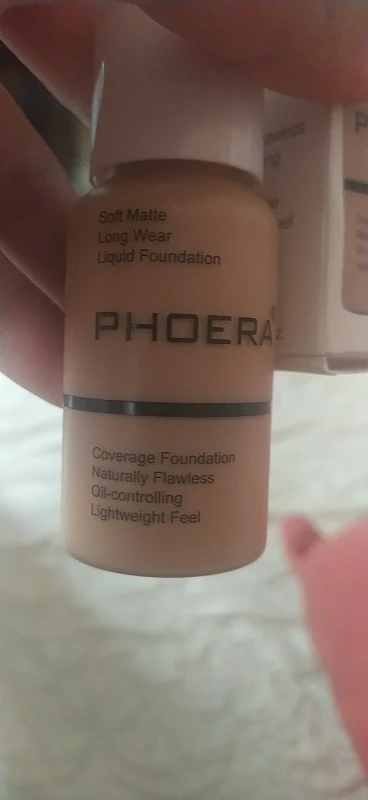 Soft Matte
Long Wear
Liquid Foundation
PHOERA®
Coverage Foundation
Naturally Flawless
Oil-controlling
Lightweight Feel